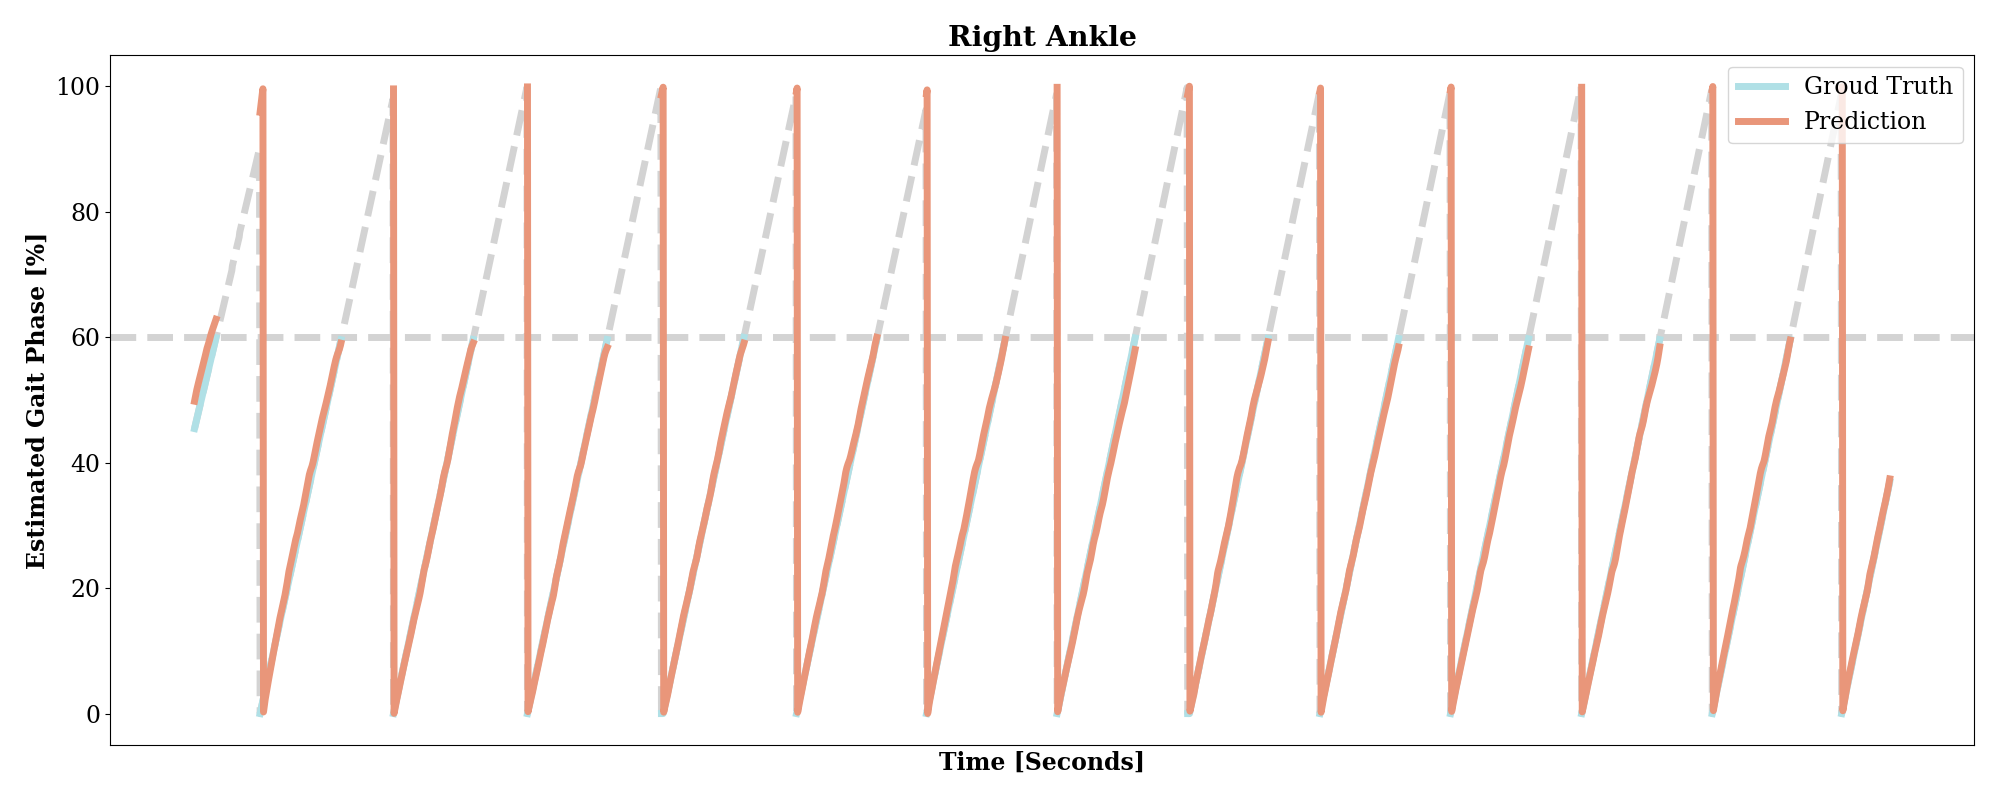 Right Ankle
Estimated Gait Phase [%]
100
80
60
40
20
0
Groud Truth
Prediction
Time [Seconds]